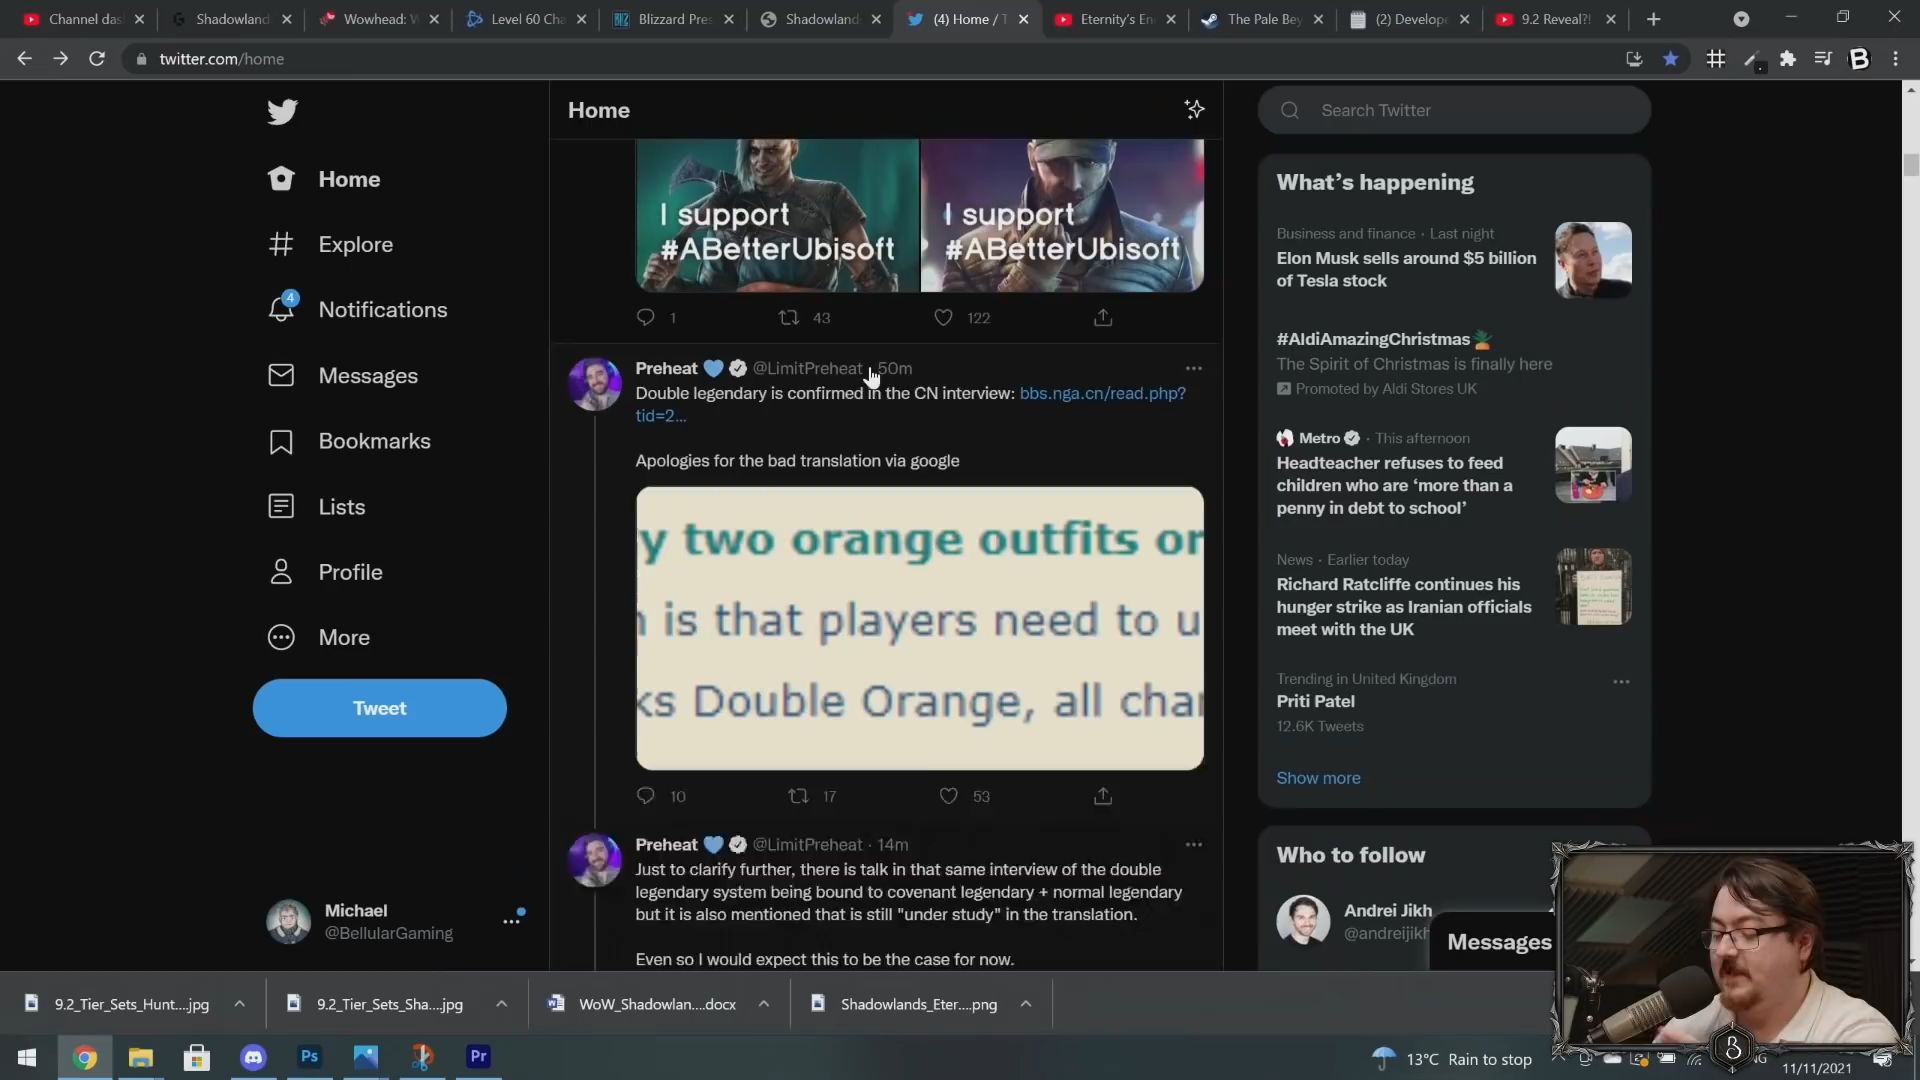 Channel das
Shadowland
Wowhead: W
Level 60 Cha
Blizzard Pres
Shadowland
(4) Home / T
Eternity's En
The Pale Bey
(2) Develope
9.2 Reveal?!
twitter.com/home
Home
Search Twitter
Home
Explore
4
Notifications
Messages
Bookmarks
Lists
Profile
More
Tweet
Michael
@BellularGaming
I support
#ABetterUbisoft
I support
#ABetterUbisoft
1
43
122
Preheat 💙 @LimitPreheat · 50m
Double legendary is confirmed in the CN interview: bbs.nga.cn/read.php?
tid=2...
Apologies for the bad translation via google
y two orange outfits or
is that players need to u
ks Double Orange, all char
10
17
53
Preheat 💙 @LimitPreheat · 14m
Just to clarify further, there is talk in that same interview of the double
legendary system being bound to covenant legendary + normal legendary
but it is also mentioned that is still "under study" in the translation.
Even so I would expect this to be the case for now.
What's happening
Business and finance · Last night
Elon Musk sells around $5 billion
of Tesla stock
#AldiAmazingChristmas
The Spirit of Christmas is finally here
Promoted by Aldi Stores UK
Metro · This afternoon
Headteacher refuses to feed
children who are 'more than a
penny in debt to school'
News · Earlier today
Richard Ratcliffe continues his
hunger strike as Iranian officials
meet with the UK
Trending in United Kingdom
Priti Patel
12.6K Tweets
Show more
Who to follow
Andrei Jikh
@andreijikh
Messages
9.2_Tier_Sets_Hunt....jpg
9.2_Tier_Sets_Sha....jpg
WoW_Shadowlan....docx
Shadowlands_Eter....png
Ps
Pr
13°C Rain to stop
11/11/2021